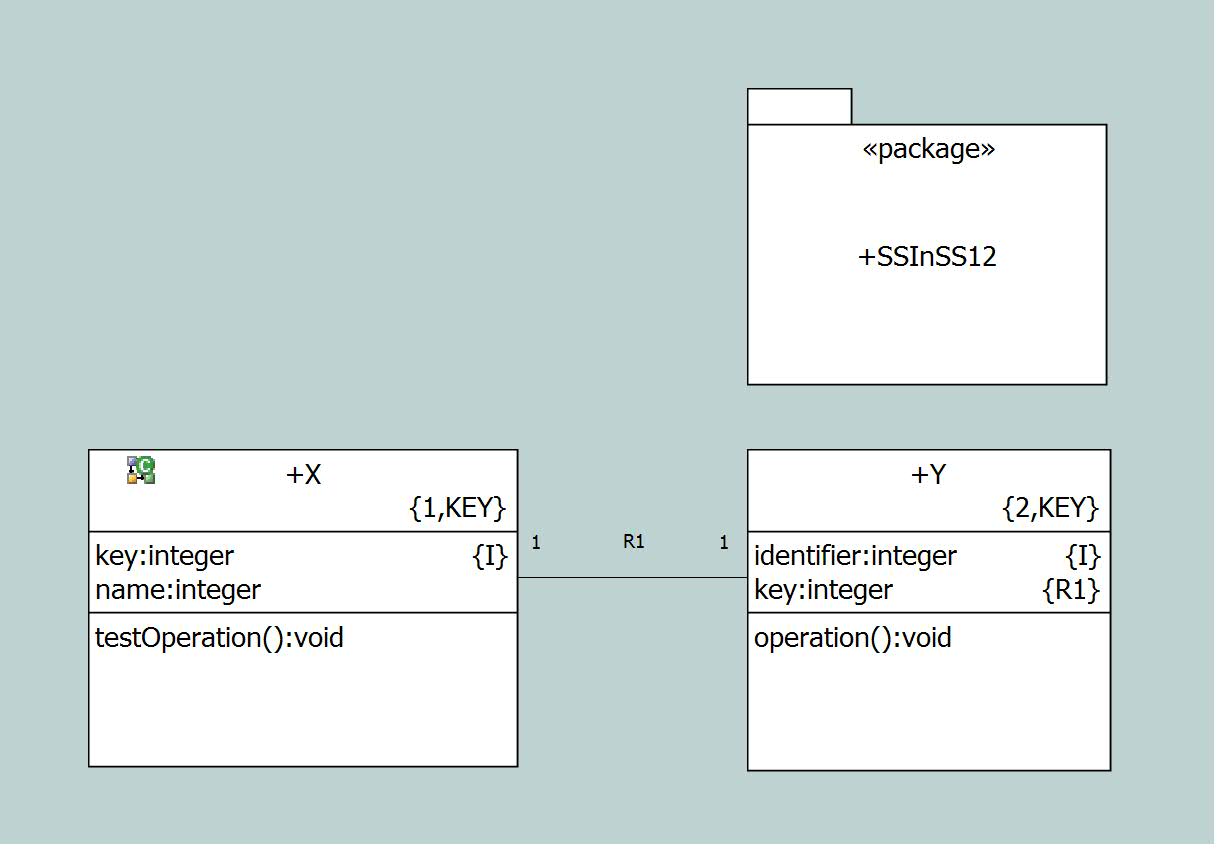 «package»
+SSInSS12
+X
{1,KEY}
key:integer {I}
name:integer
testOperation():void
1 R1 1
+Y
{2,KEY}
identifier:integer {I}
key:integer {R1}
operation():void